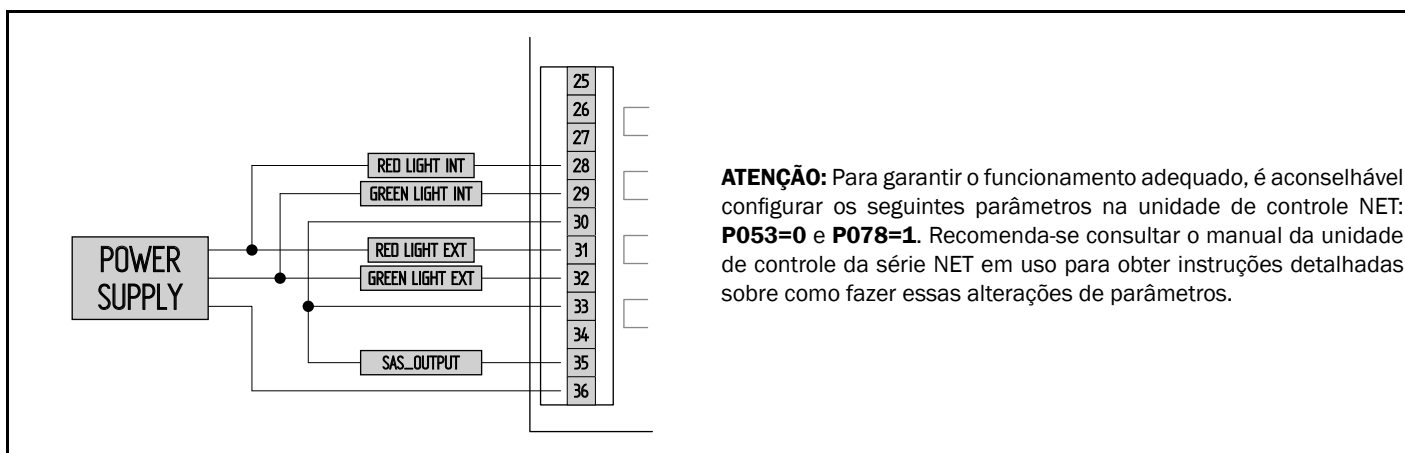 25
26
27
RED LIGHT INT 28
GREEN LIGHT INT 29
30
RED LIGHT EXT 31
GREEN LIGHT EXT 32
33
34
SAS_OUTPUT 35
36
POWER
SUPPLY
ATENÇÃO: Para garantir o funcionamento adequado, é aconselhável
configurar os seguintes parâmetros na unidade de controle NET:
P053=0 e P078=1. Recomenda-se consultar o manual da unidade
de controle da série NET em uso para obter instruções detalhadas
sobre como fazer essas alterações de parâmetros.